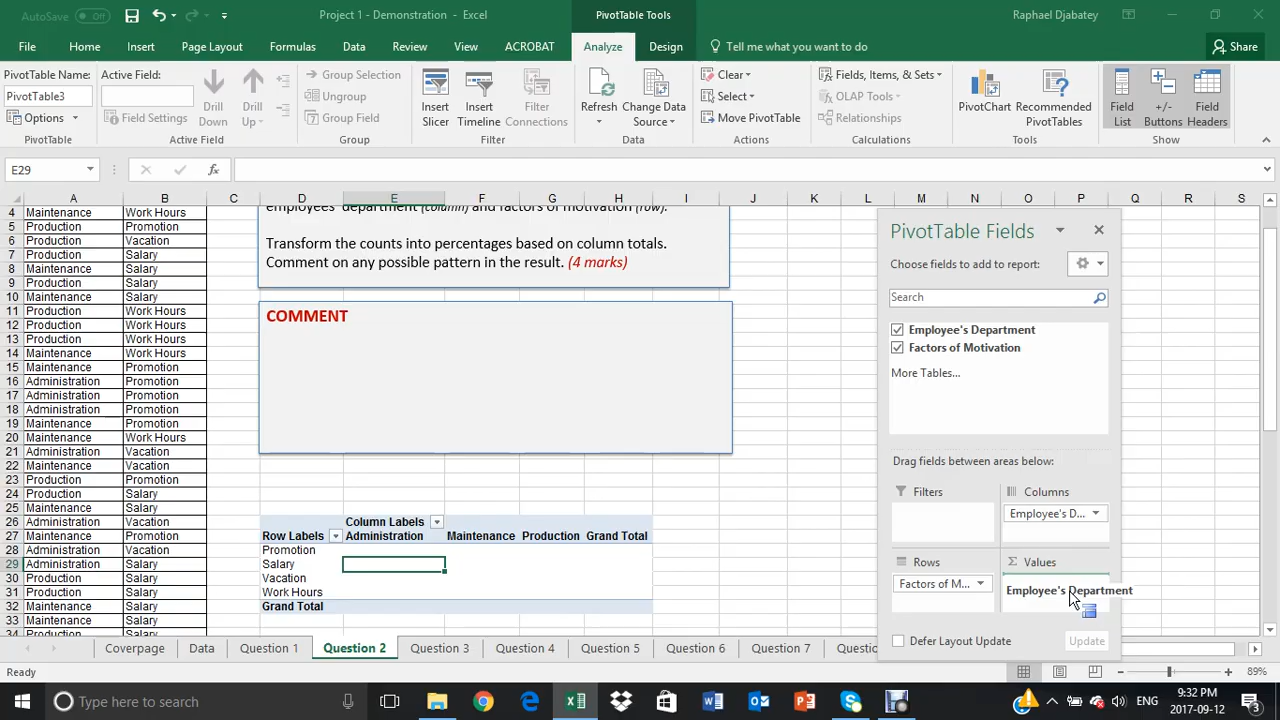 AutoSave Off
Project 1 - Demonstration - Excel
PivotTable Tools
Raphael Djabatey
File Home Insert Page Layout Formulas Data Review View ACROBAT Analyze Design Tell me what you want to do Share
PivotTable Name:
PivotTable3
Options
PivotTable
Active Field:
Field Settings
Drill Down
Drill Up
Active Field
Group Selection
Ungroup
Group Field
Group
Insert Slicer
Insert Timeline
Filter Connections
Filter
Refresh
Change Data Source
Data
Clear
Select
Move PivotTable
Actions
Fields, Items, & Sets
OLAP Tools
Relationships
Calculations
PivotChart
Recommended PivotTables
Tools
Field List
+/- Buttons
Field Headers
Show
E29 fx
A B C D E F G H I J K L M N O P Q R S
4 Maintenance Work Hours
5 Production Promotion
6 Production Vacation
7 Production Salary
8 Maintenance Salary
9 Production Salary
10 Maintenance Salary
11 Production Work Hours
12 Production Work Hours
13 Production Work Hours
14 Maintenance Work Hours
15 Maintenance Promotion
16 Administration Promotion
17 Administration Promotion
18 Administration Promotion
19 Maintenance Promotion
20 Maintenance Work Hours
21 Administration Vacation
22 Maintenance Vacation
23 Production Promotion
24 Production Salary
25 Maintenance Salary
26 Administration Vacation
27 Maintenance Promotion
28 Administration Vacation
29 Administration Salary
30 Production Salary
31 Production Work Hours
32 Maintenance Salary
33 Maintenance Salary
34 Production Salary
employees' department (column) and factors of motivation (row).
Transform the counts into percentages based on column totals.
Comment on any possible pattern in the result. (4 marks)
COMMENT
Column Labels
Row Labels Administration Maintenance Production Grand Total
Promotion
Salary
Vacation
Work Hours
Grand Total
PivotTable Fields
Choose fields to add to report:
Search
Employee's Department
Factors of Motivation
More Tables...
Drag fields between areas below:
Filters
Columns
Employee's D...
Rows
Factors of M...
Σ Values
Employee's Department
Defer Layout Update
Update
Coverpage Data Question 1 Question 2 Question 3 Question 4 Question 5 Question 6 Question 7 Questio
Ready
89%
Type here to search
ENG
9:32 PM
2017-09-12
3